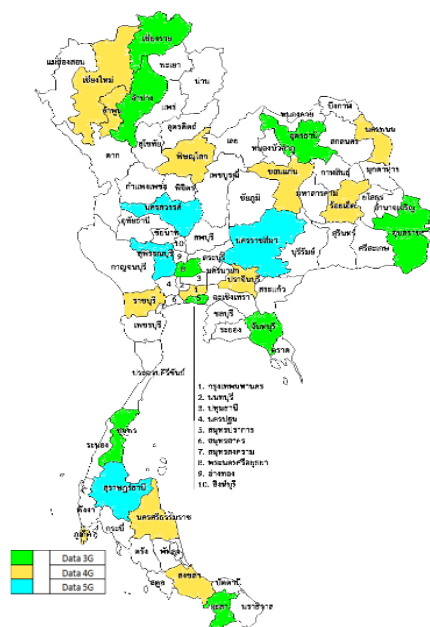 เชียงราย
แม่ฮ่องสอน
เชียงใหม่
พะเยา
น่าน
ลำปาง
ลำพูน
แพร่
อุตรดิตถ์
สุโขทัย
ตาก
พิษณุโลก
เลย
หนองคาย
บึงกาฬ
อุดรธานี
หนองบัวลำภู
สกลนคร
นครพนม
มุกดาหาร
กาฬสินธุ์
ขอนแก่น
มหาสารคาม
ร้อยเอ็ด
ยโสธร
อำนาจเจริญ
อุบลราชธานี
กำแพงเพชร
พิจิตร
เพชรบูรณ์
ชัยภูมิ
นครสวรรค์
อุทัยธานี
ชัยนาท
ลพบุรี
นครราชสีมา
บุรีรัมย์
สุรินทร์
ศรีสะเกษ
10
สุพรรณบุรี
9
สระบุรี
กาญจนบุรี
8
นครนายก
ปราจีนบุรี
3
4
สระแก้ว
1
ฉะเชิงเทรา
ราชบุรี
6
5
ชลบุรี
เพชรบุรี
ระยอง
จันทบุรี
ตราด
ประจวบคีรีขันธ์
1. กรุงเทพมหานคร
2. นนทบุรี
3. ปทุมธานี
4. นครปฐม
5. สมุทรปราการ
6. สมุทรสาคร
7. สมุทรสงคราม
8. พระนครศรีอยุธยา
9. อ่างทอง
10. สิงห์บุรี
ชุมพร
ระนอง
สุราษฎร์ธานี
พังงา
นครศรีธรรมราช
กระบี่
ภูเก็ต
ตรัง
พัทลุง
สตูล
สงขลา
ปัตตานี
ยะลา
นราธิวาส
Data 3G
Data 4G
Data 5G